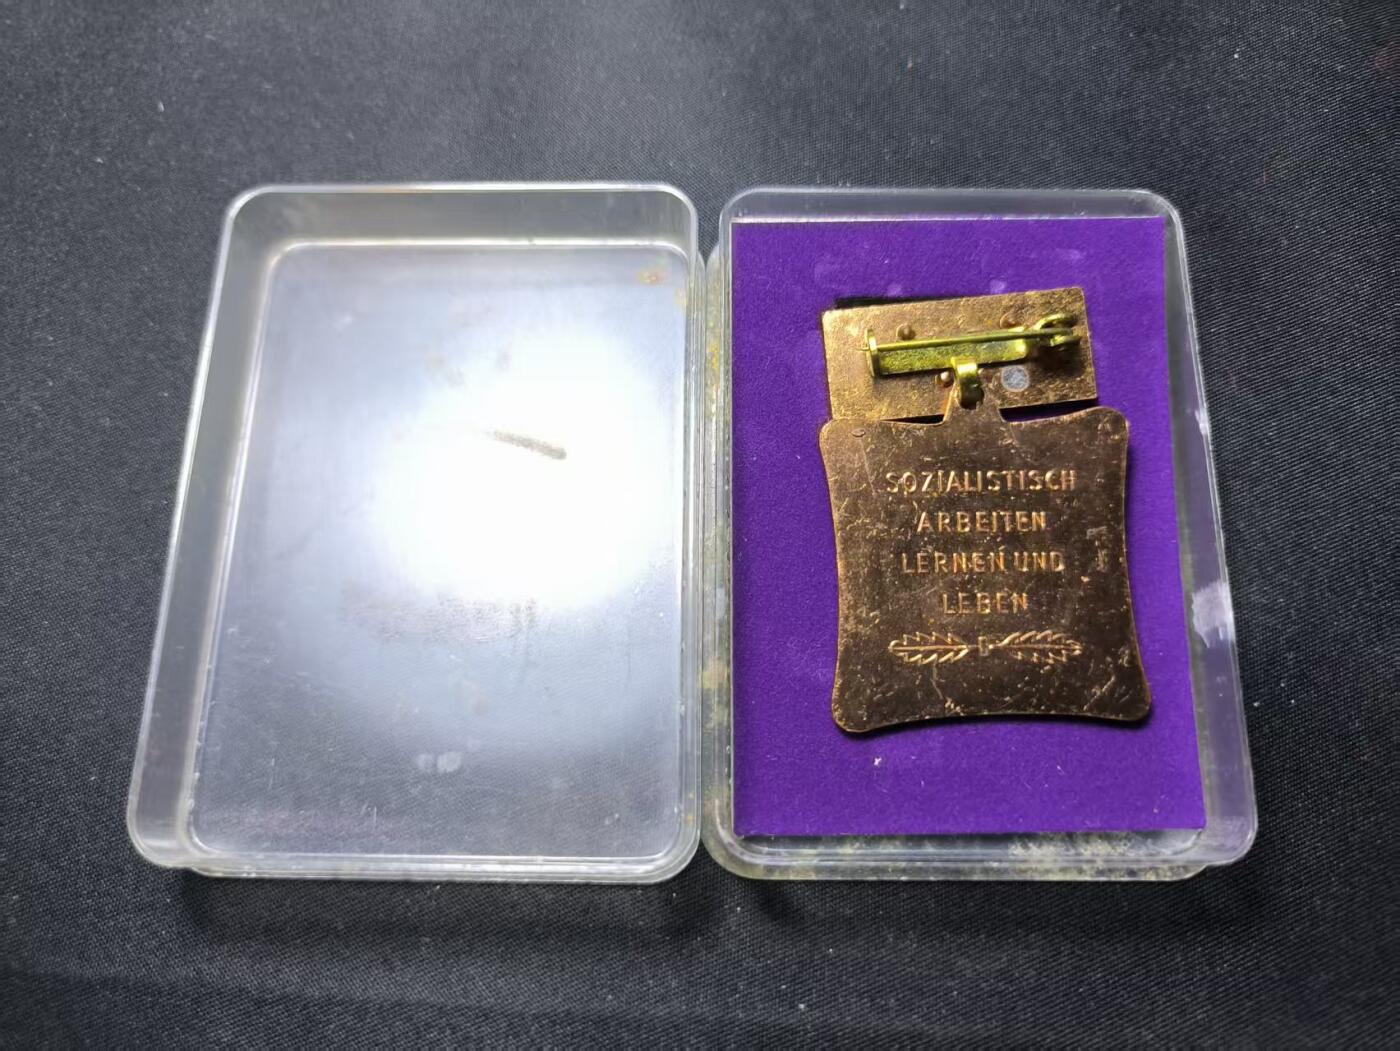 SOZIALISTISCH
ARBEITEN
LERNEN UND
LEBEN